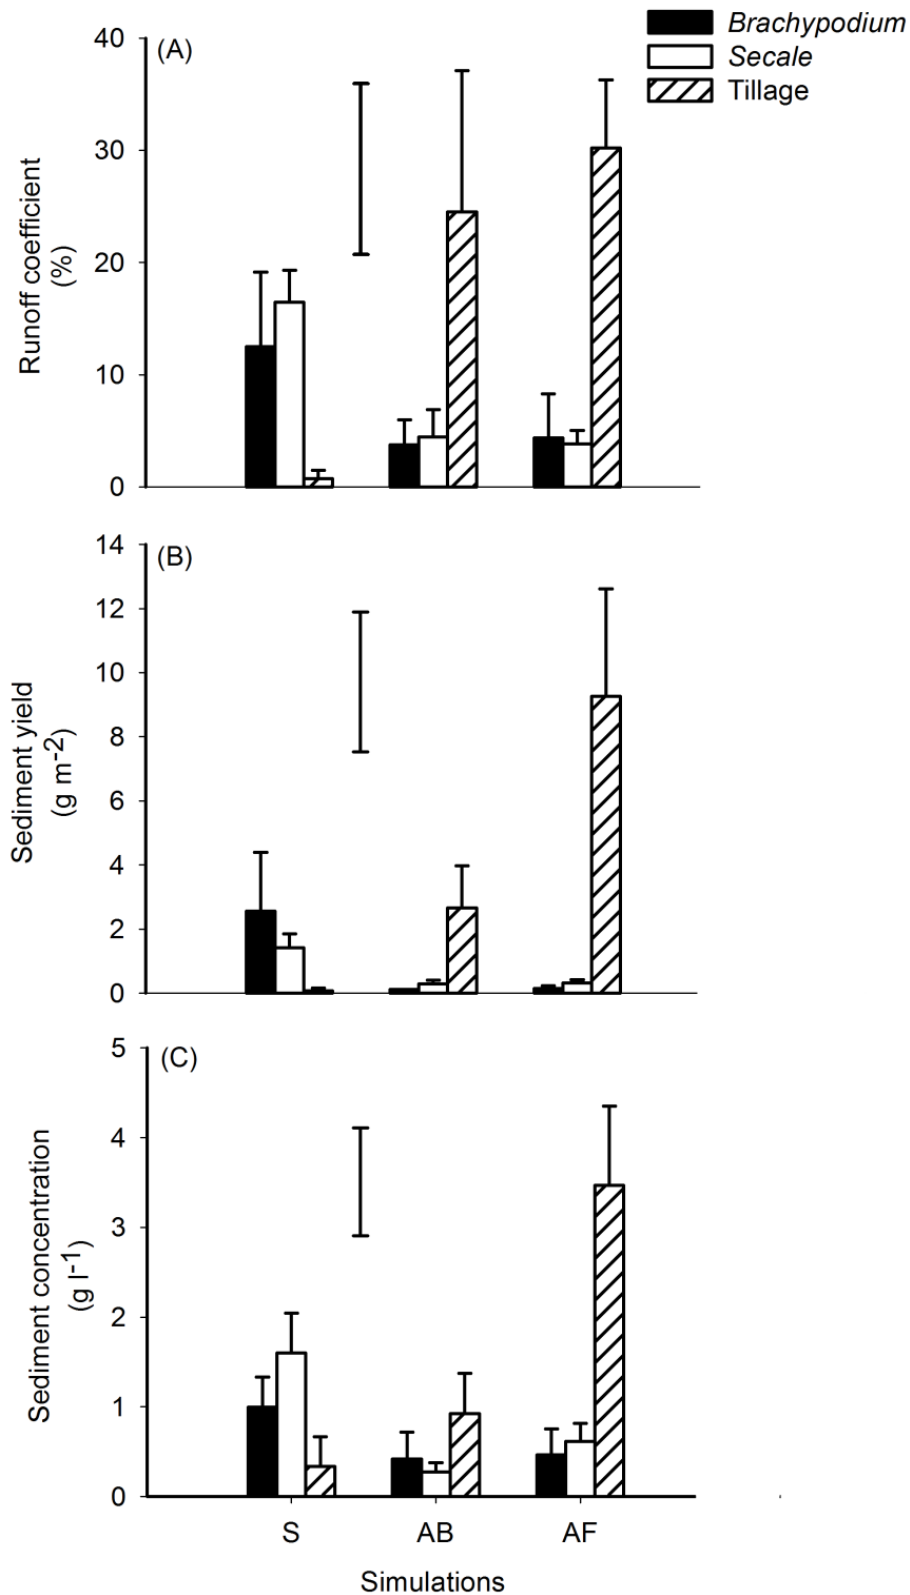 Brachypodium
Secale
Tillage
(A)
40
30
20
10
0
Runoff coefficient
(%)
(B)
14
12
10
8
6
4
2
0
Sediment yield
(g m-2)
(C)
5
4
3
2
1
0
Sediment concentration
(g l-1)
S AB AF
Simulations